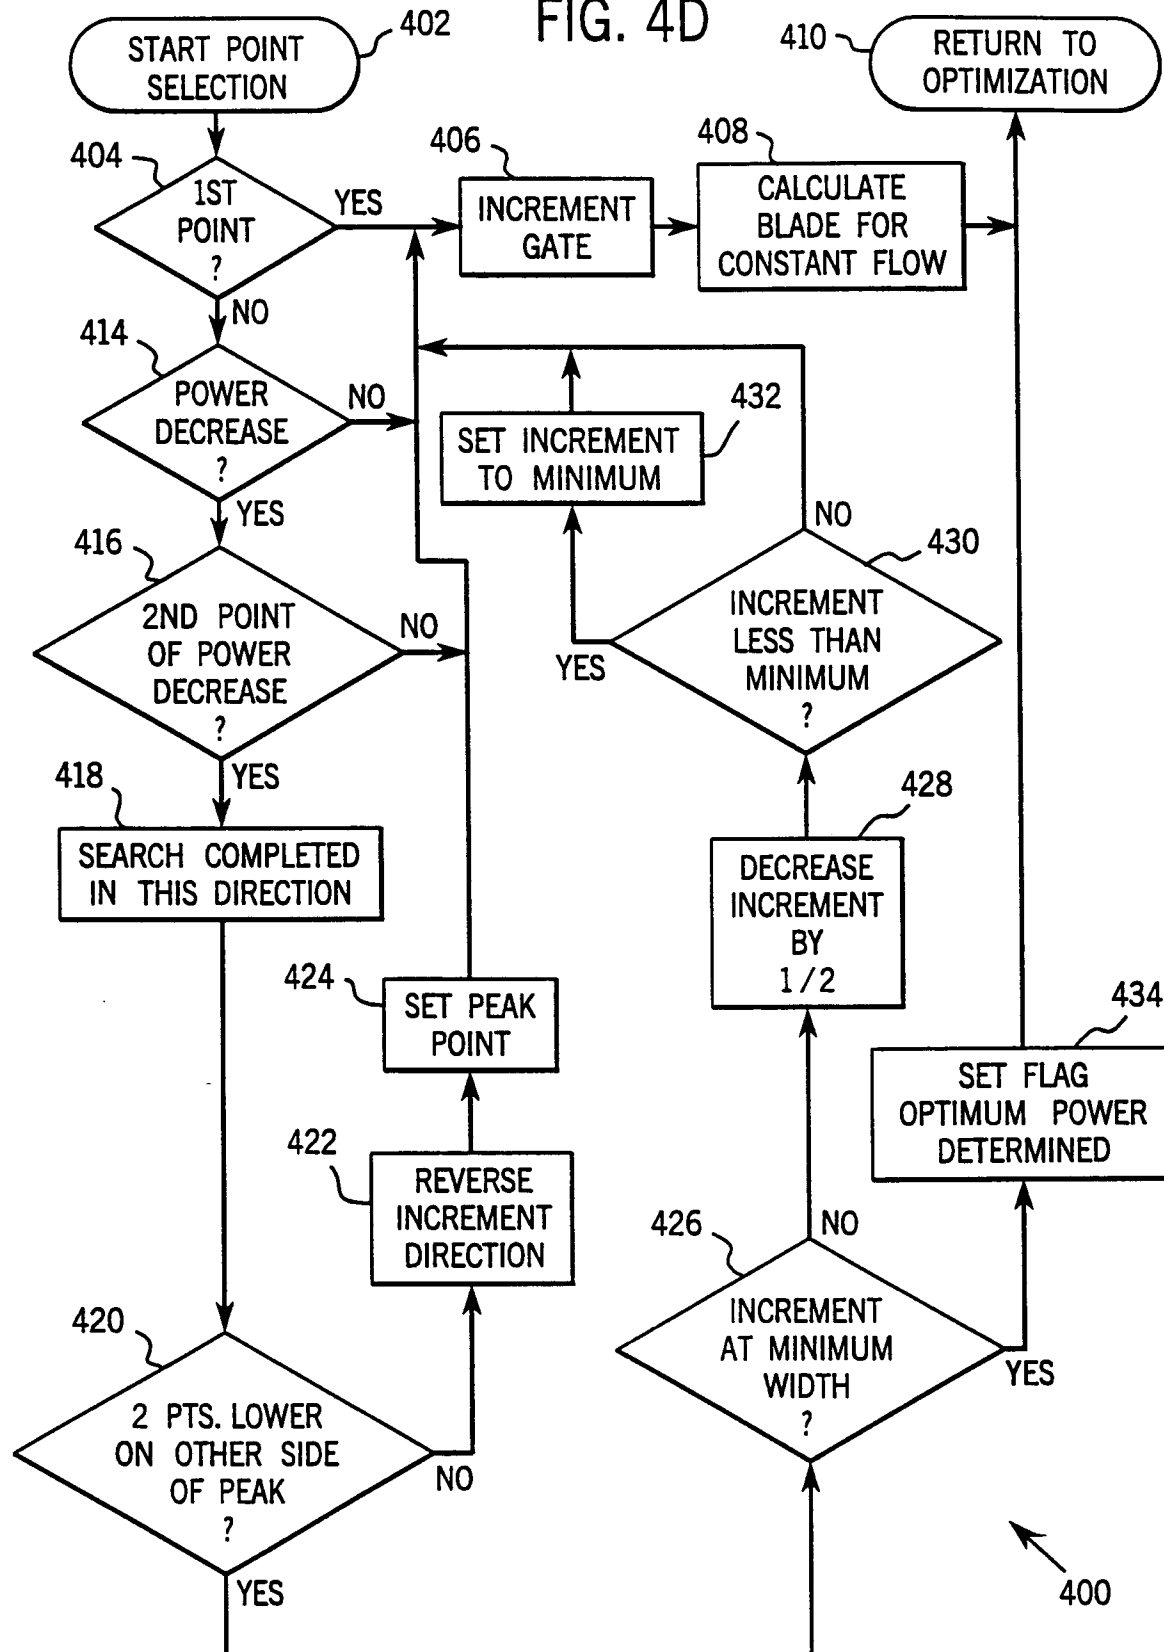 FIG. 4D
START POINT
SELECTION
402
410
RETURN TO
OPTIMIZATION
404
1ST
POINT
?
YES
NO
406
INCREMENT
GATE
408
CALCULATE
BLADE FOR
CONSTANT FLOW
414
POWER
DECREASE
?
NO
YES
432
SET INCREMENT
TO MINIMUM
416
2ND POINT
OF POWER
DECREASE
?
NO
YES
NO
430
INCREMENT
LESS THAN
MINIMUM
?
YES
418
SEARCH COMPLETED
IN THIS DIRECTION
428
DECREASE
INCREMENT
BY
1/2
424
SET PEAK
POINT
434
SET FLAG
OPTIMUM POWER
DETERMINED
422
REVERSE
INCREMENT
DIRECTION
426
NO
INCREMENT
AT MINIMUM
WIDTH
?
YES
420
2 PTS. LOWER
ON OTHER SIDE
OF PEAK
?
NO
YES
400